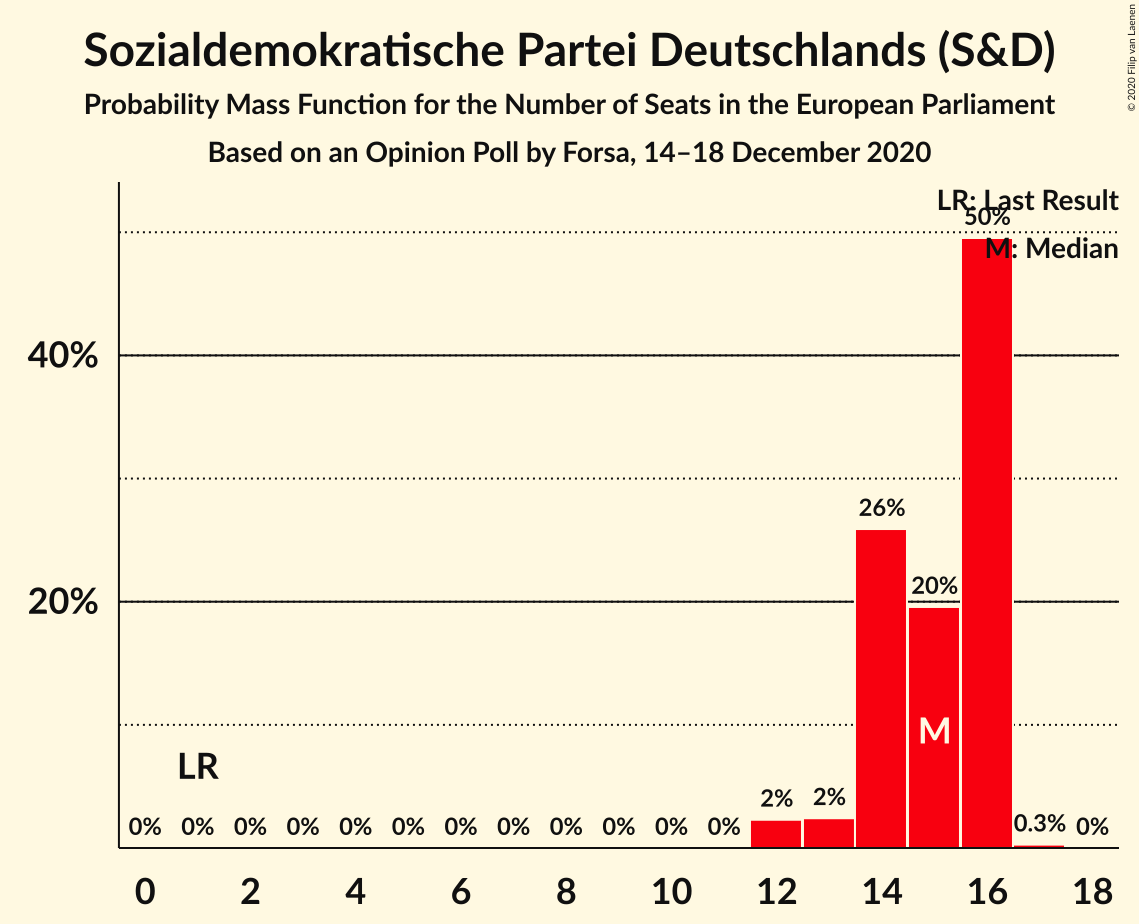 Sozialdemokratische Partei Deutschlands (S&D)
Probability Mass Function for the Number of Seats in the European Parliament
Based on an Opinion Poll by Forsa, 14–18 December 2020
© 2020 Filip van Laenen
LR: Last Result
50%
M: Median
40%
26%
20%
20%
M
LR
0% 0% 0% 0% 0% 0% 0% 0% 0% 0% 0% 0% 2% 2% 0.3% 0%
0 2 4 6 8 10 12 14 16 18